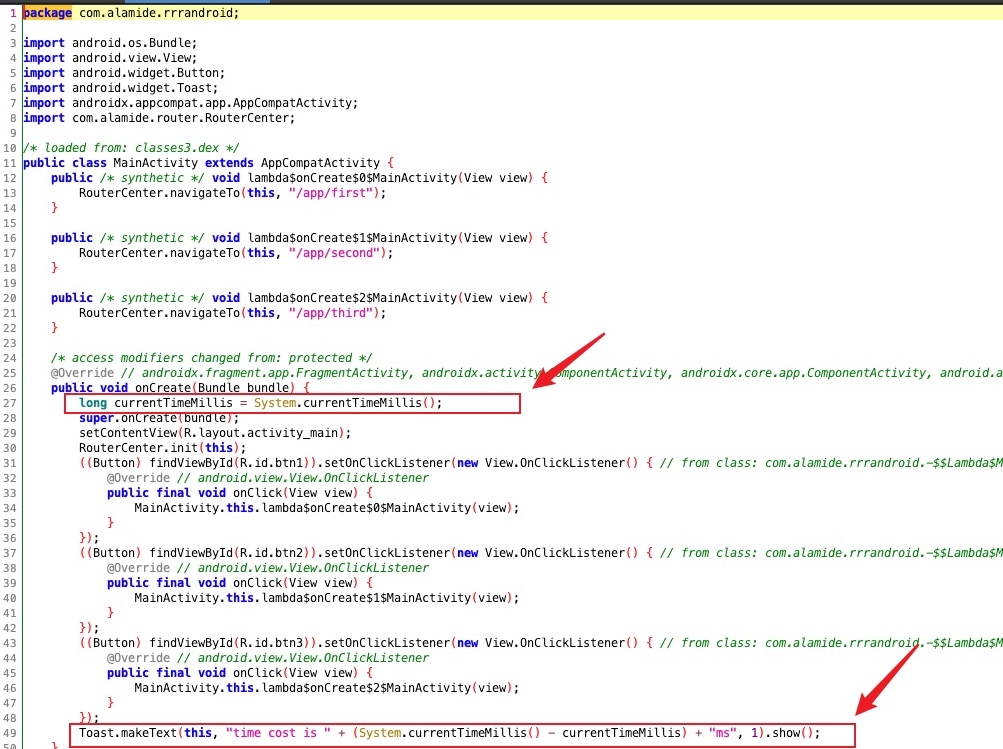 1 package com.alamide.rrrandroid;
2
3 import android.os.Bundle;
4 import android.view.View;
5 import android.widget.Button;
6 import android.widget.Toast;
7 import androidx.appcompat.app.AppCompatActivity;
8 import com.alamide.router.RouterCenter;
9
10 /* loaded from: classes3.dex */
11 public class MainActivity extends AppCompatActivity {
12 public /* synthetic */ void lambda$onCreate$0$MainActivity(View view) {
13 RouterCenter.navigateTo(this, "/app/first");
14 }
15
16 public /* synthetic */ void lambda$onCreate$1$MainActivity(View view) {
17 RouterCenter.navigateTo(this, "/app/second");
18 }
19
20 public /* synthetic */ void lambda$onCreate$2$MainActivity(View view) {
21 RouterCenter.navigateTo(this, "/app/third");
22 }
23
24 /* access modifiers changed from: protected */
25 @Override // androidx.fragment.app.FragmentActivity, androidx.activity ComponentActivity, androidx.core.app.ComponentActivity, android.a
26 public void onCreate(Bundle bundle) {
27 long currentTimeMillis = System.currentTimeMillis();
28 super.onCreate(bundle);
29 setContentView(R.layout.activity_main);
30 RouterCenter.init(this);
31 ((Button) findViewById(R.id.btn1)).setOnClickListener(new View.OnClickListener() { // from class: com.alamide.rrrandroid.-$$Lambda$M
32 @Override // android.view.View.OnClickListener
33 public final void onClick(View view) {
34 MainActivity.this.lambda$onCreate$0$MainActivity(view);
35 }
36 });
37 ((Button) findViewById(R.id.btn2)).setOnClickListener(new View.OnClickListener() { // from class: com.alamide.rrrandroid.-$$Lambda$M
38 @Override // android.view.View.OnClickListener
39 public final void onClick(View view) {
40 MainActivity.this.lambda$onCreate$1$MainActivity(view);
41 }
42 });
43 ((Button) findViewById(R.id.btn3)).setOnClickListener(new View.OnClickListener() { // from class: com.alamide.rrrandroid.-$$Lambda$M
44 @Override // android.view.View.OnClickListener
45 public final void onClick(View view) {
46 MainActivity.this.lambda$onCreate$2$MainActivity(view);
47 }
48 });
49 Toast.makeText(this, "time cost is " + (System.currentTimeMillis() - currentTimeMillis) + "ms", 1).show();
50 }